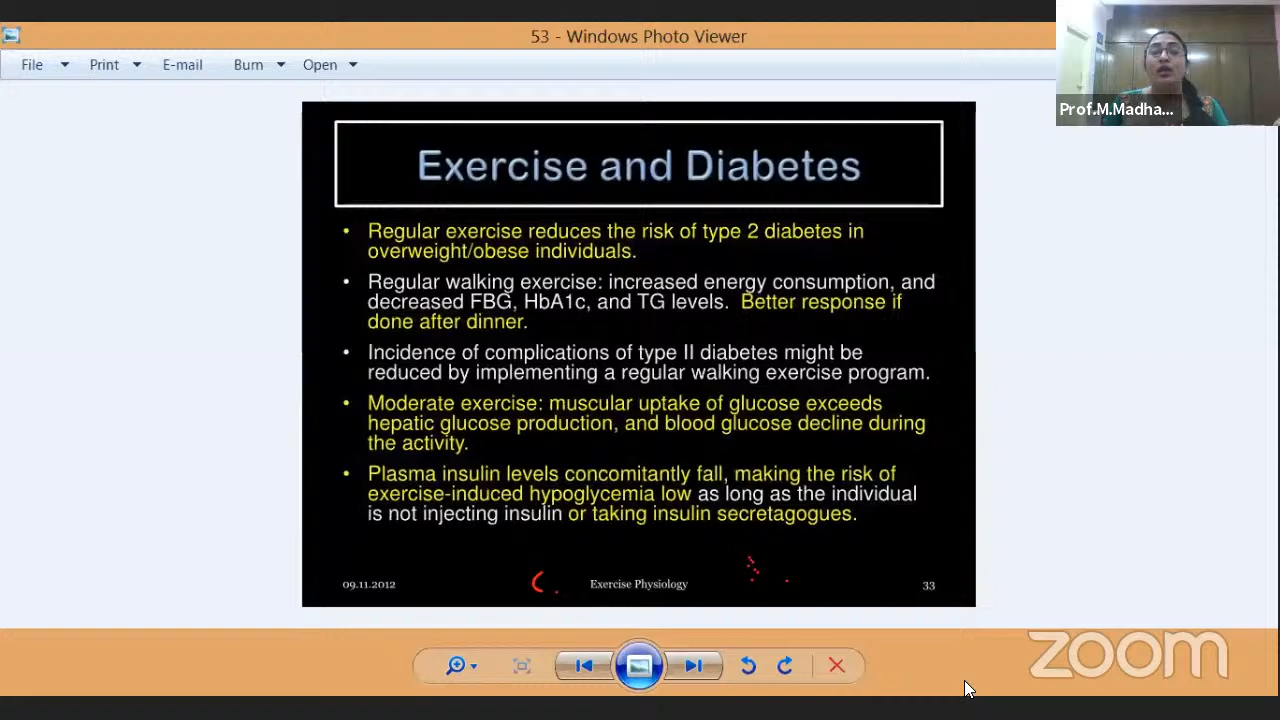 53 - Windows Photo Viewer
File Print E-mail Burn Open
Prof.M.Madha...
Exercise and Diabetes
• Regular exercise reduces the risk of type 2 diabetes in
overweight/obese individuals.
• Regular walking exercise: increased energy consumption, and
decreased FBG, HbA1c, and TG levels. Better response if
done after dinner.
• Incidence of complications of type II diabetes might be
reduced by implementing a regular walking exercise program.
• Moderate exercise: muscular uptake of glucose exceeds
hepatic glucose production, and blood glucose decline during
the activity.
• Plasma insulin levels concomitantly fall, making the risk of
exercise-induced hypoglycemia low as long as the individual
is not injecting insulin or taking insulin secretagogues.
09.11.2012 Exercise Physiology 33
zoom